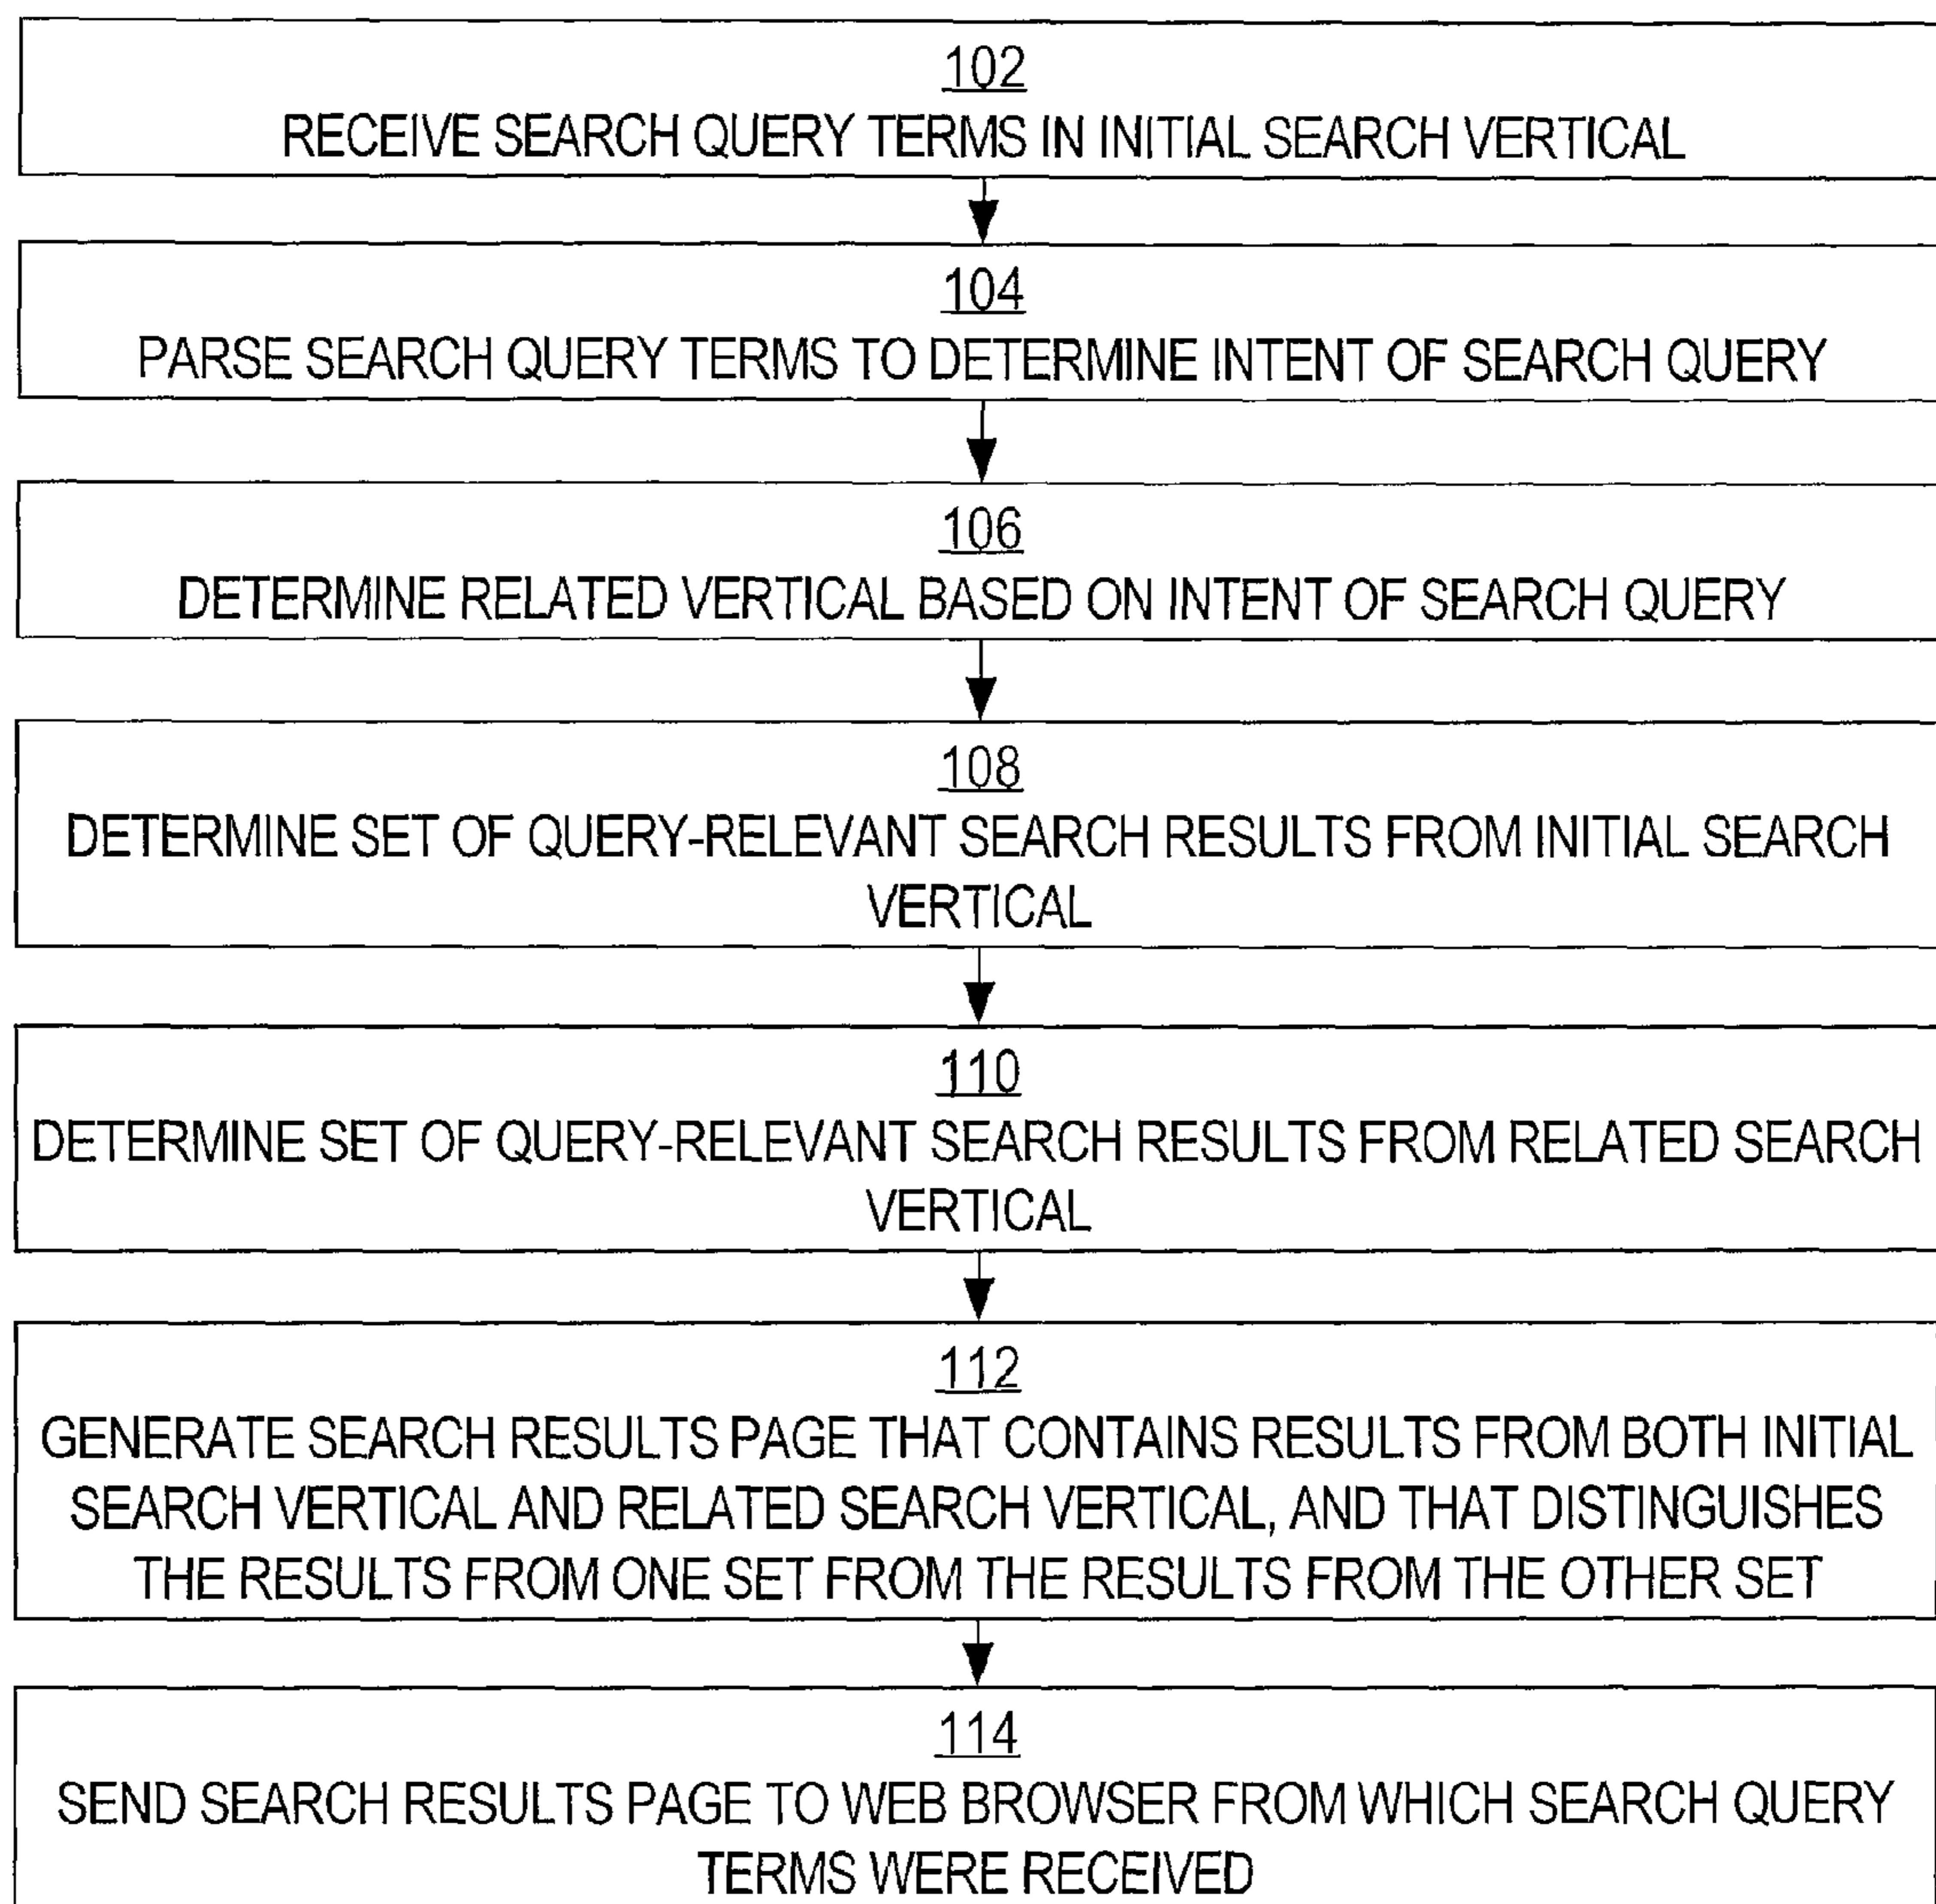 102
RECEIVE SEARCH QUERY TERMS IN INITIAL SEARCH VERTICAL
104
PARSE SEARCH QUERY TERMS TO DETERMINE INTENT OF SEARCH QUERY
106
DETERMINE RELATED VERTICAL BASED ON INTENT OF SEARCH QUERY
108
DETERMINE SET OF QUERY-RELEVANT SEARCH RESULTS FROM INITIAL SEARCH
VERTICAL
110
DETERMINE SET OF QUERY-RELEVANT SEARCH RESULTS FROM RELATED SEARCH
VERTICAL
112
GENERATE SEARCH RESULTS PAGE THAT CONTAINS RESULTS FROM BOTH INITIAL
SEARCH VERTICAL AND RELATED SEARCH VERTICAL, AND THAT DISTINGUISHES
THE RESULTS FROM ONE SET FROM THE RESULTS FROM THE OTHER SET
114
SEND SEARCH RESULTS PAGE TO WEB BROWSER FROM WHICH SEARCH QUERY
TERMS WERE RECEIVED